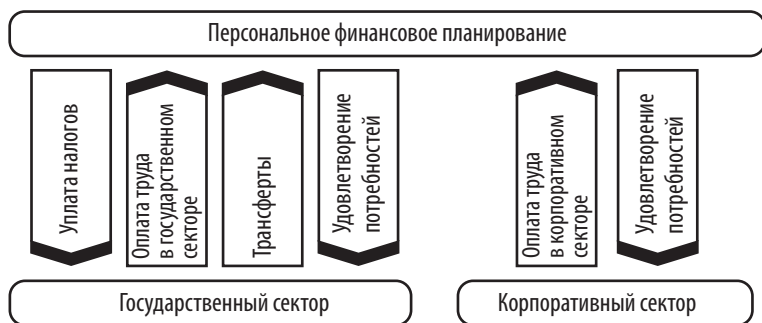 Персональное финансовое планирование
Уплата налогов
Оплата труда
в государственном
секторе
Трансферты
Удовлетворение
потребностей
Оплата труда
в корпоративном
секторе
Удовлетворение
потребностей
Государственный сектор
Корпоративный сектор